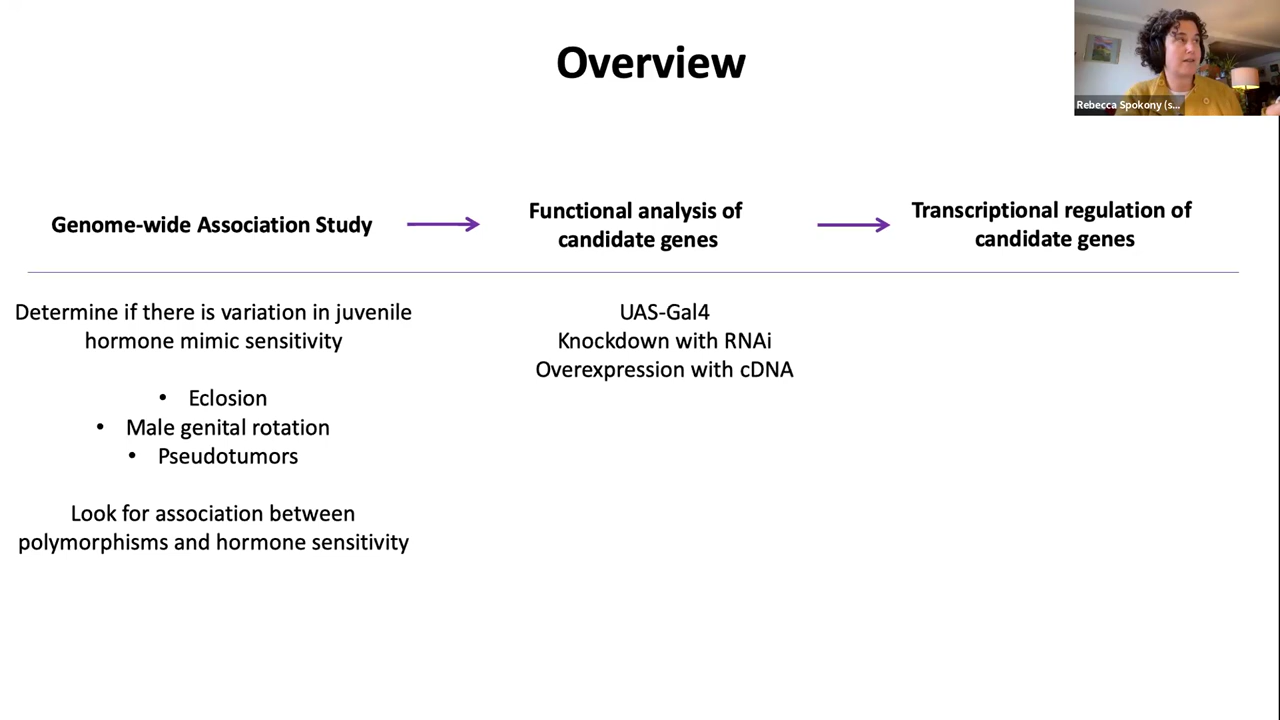 Overview
Rebecca Spokony (s...
Genome-wide Association Study
Functional analysis of
candidate genes
Transcriptional regulation of
candidate genes
Determine if there is variation in juvenile
hormone mimic sensitivity
• Eclosion
• Male genital rotation
• Pseudotumors
Look for association between
polymorphisms and hormone sensitivity
UAS-Gal4
Knockdown with RNAi
Overexpression with cDNA